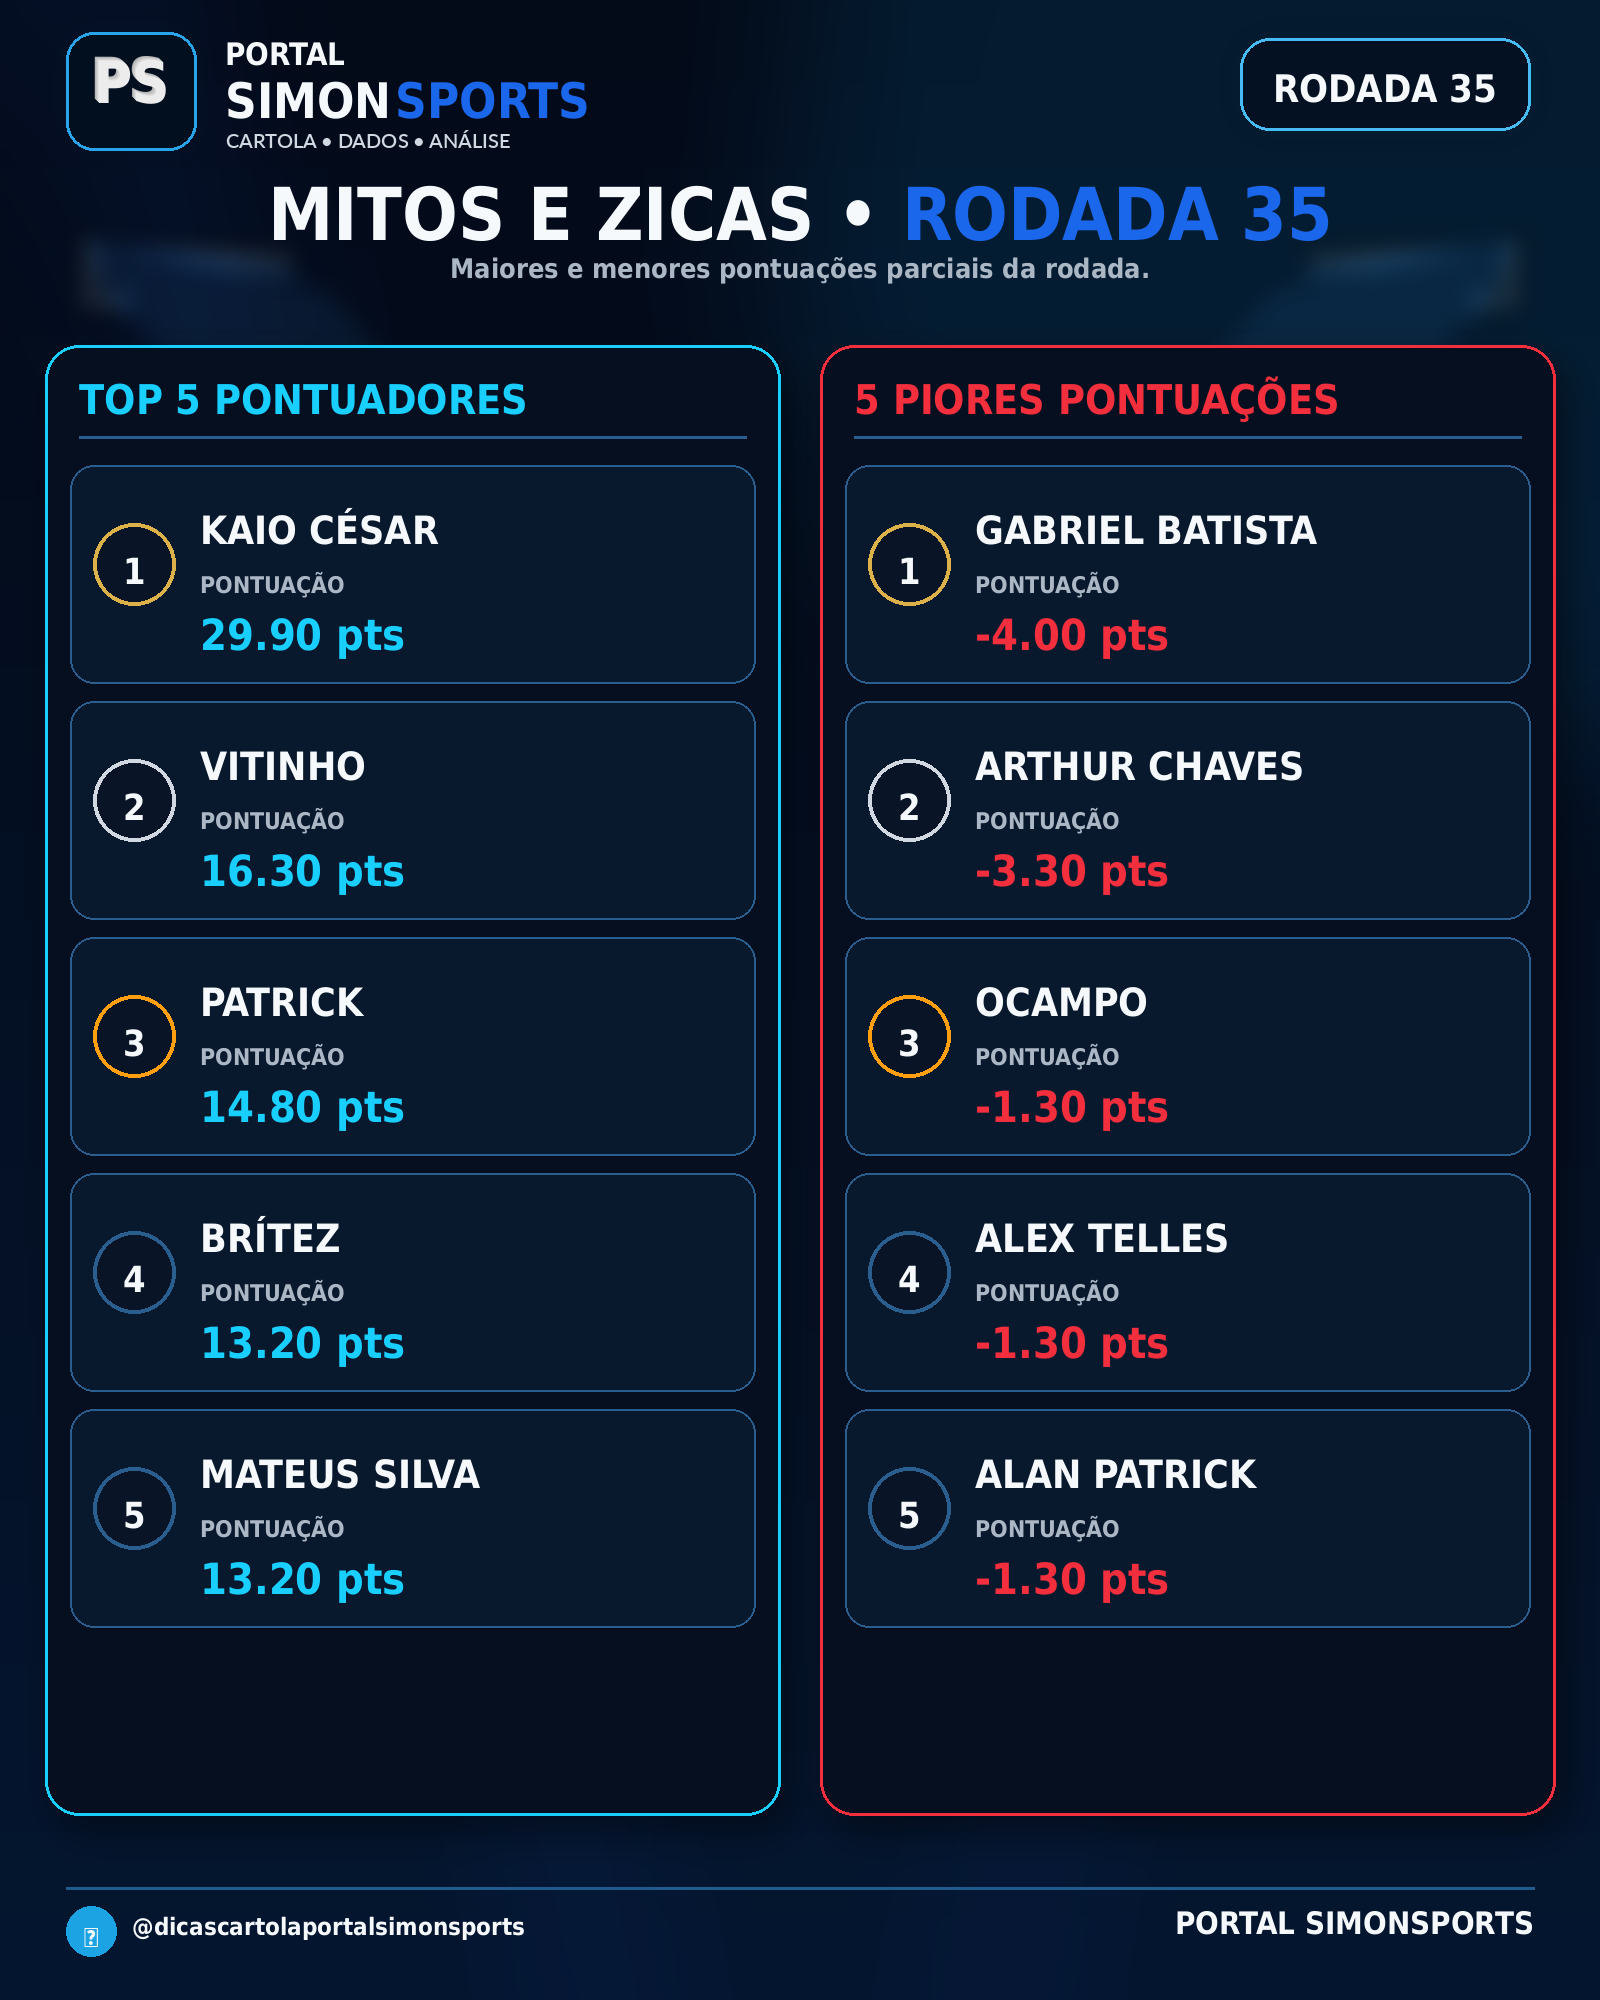 PS
PORTAL
SIMONSPORTS
CARTOLA • DADOS • ANÁLISE
RODADA 35
MITOS E ZICAS • RODADA 35
Maiores e menores pontuações parciais da rodada.
TOP 5 PONTUADORES
1
KAIO CÉSAR
PONTUAÇÃO
29.90 pts
2
VITINHO
PONTUAÇÃO
16.30 pts
3
PATRICK
PONTUAÇÃO
14.80 pts
4
BRÍTEZ
PONTUAÇÃO
13.20 pts
5
MATEUS SILVA
PONTUAÇÃO
13.20 pts
5 PIORES PONTUAÇÕES
1
GABRIEL BATISTA
PONTUAÇÃO
-4.00 pts
2
ARTHUR CHAVES
PONTUAÇÃO
-3.30 pts
3
OCAMPO
PONTUAÇÃO
-1.30 pts
4
ALEX TELLES
PONTUAÇÃO
-1.30 pts
5
ALAN PATRICK
PONTUAÇÃO
-1.30 pts
@dicascartolaportalsimonsports
PORTAL SIMONSPORTS